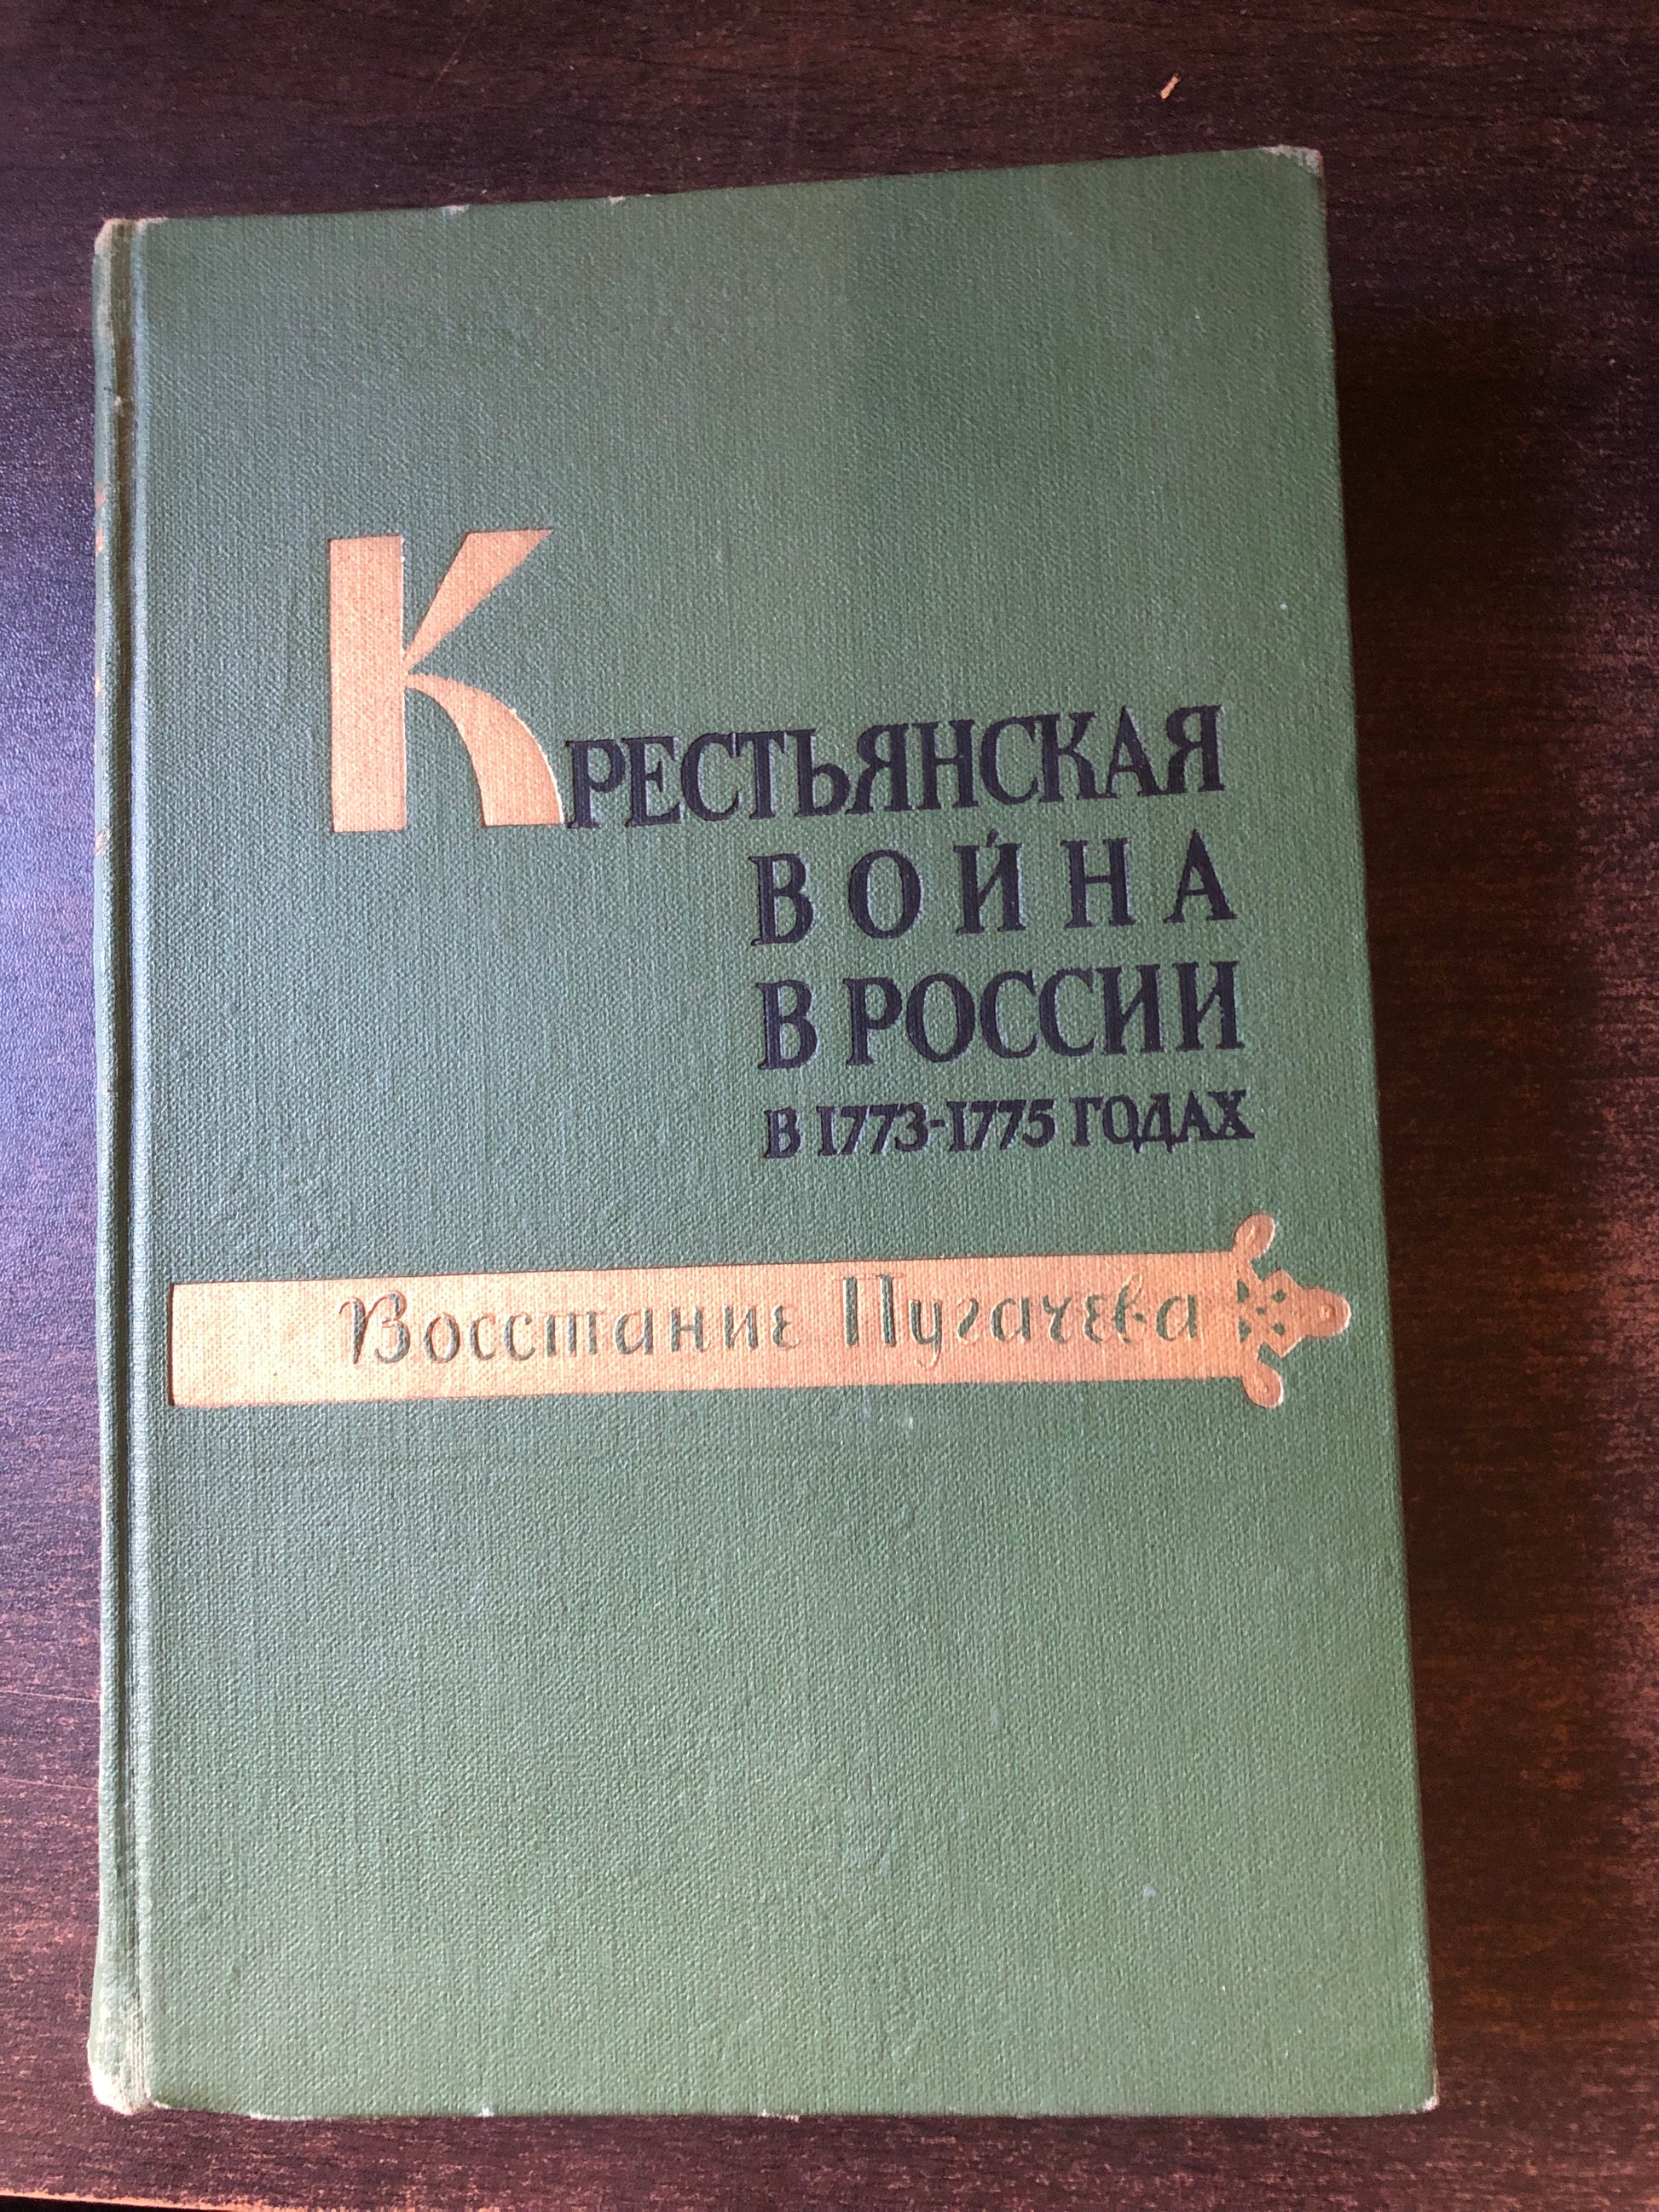 КРЕСТЬЯНСКАЯ
ВОЙНА
В РОССИИ
В 1773-1775 ГОДАХ
Восстание Пугачева